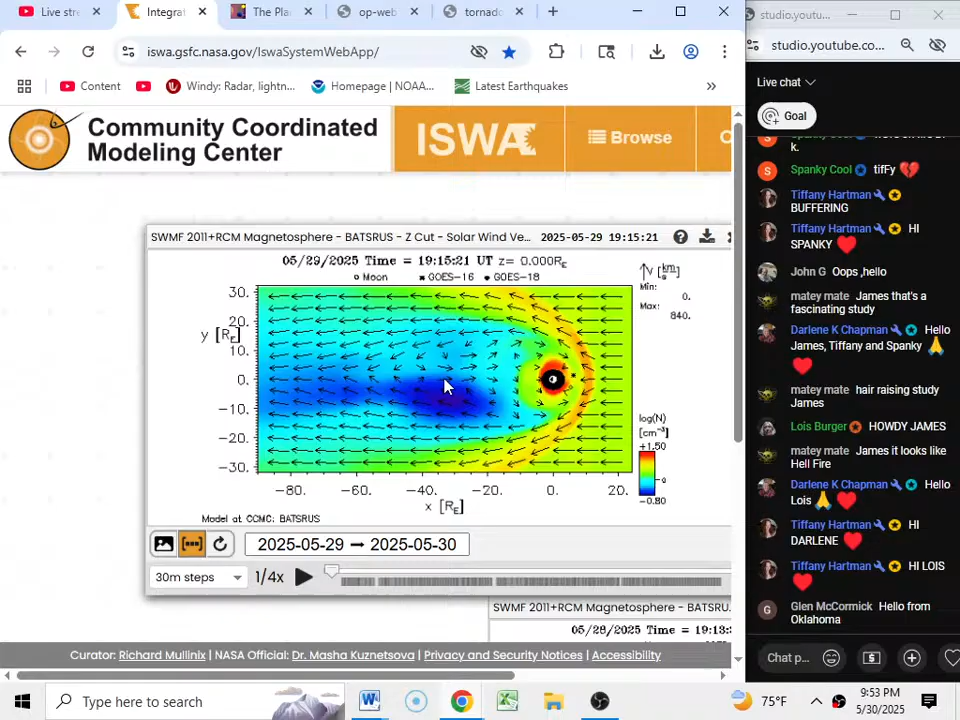 Live stre
Integrat
The Plan
op-web
tornado
iswa.gsfc.nasa.gov/IswaSystemWebApp/
Content
Windy: Radar, lightn...
Homepage | NOAA...
Latest Earthquakes
Community Coordinated
Modeling Center
ISWA
Browse
SWMF 2011+RCM Magnetosphere - BATSRUS - Z Cut - Solar Wind Ve...
2025-05-29 19:15:21
05/29/2025 Time = 19:15:21 UT z= 0.000RE
Moon GOES-16 GOES-18
V [km/s]
Min: 0.
Max: 840.
y [RE]
30.
20.
10.
0.
-10.
-20.
-30.
-80. -60. -40. -20. 0. 20.
x [RE]
log(N)
[cm-3]
+1.50
-0.80
Model at CCMC: BATSRUS
2025-05-29 → 2025-05-30
30m steps
1/4x
SWMF 2011+RCM Magnetosphere - BATSRU
05/28/2025 Time = 19:13:
Curator: Richard Mullinix | NASA Official: Dr. Masha Kuznetsova | Privacy and Security Notices | Accessibility
studio.youtu...
studio.youtube.co...
Live chat
Goal
k.
Spanky Cool tifFy
Tiffany Hartman
BUFFERING
Tiffany Hartman HI
SPANKY
John G Oops ,hello
matey mate James that's a
fascinating study
Darlene K Chapman Hello
James, Tiffany and Spanky
matey mate hair raising study
James
Lois Burger HOWDY JAMES
matey mate James it looks like
Hell Fire
Darlene K Chapman Hello
Lois
Tiffany Hartman HI
DARLENE
Tiffany Hartman HI LOIS
Glen McCormick Hello from
Oklahoma
Chat p...
Type here to search
75°F
9:53 PM
5/30/2025